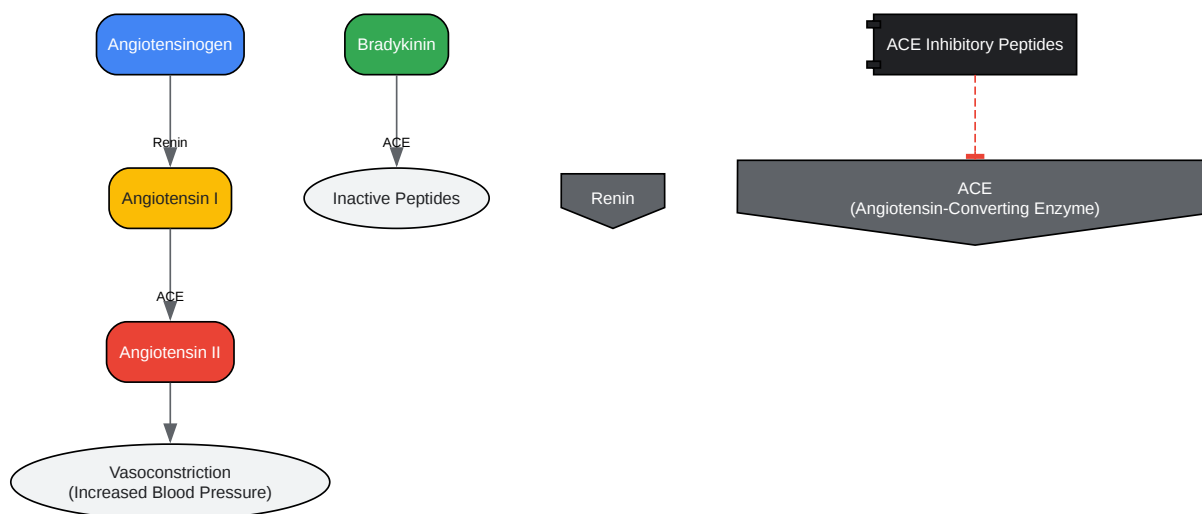 Angiotensinogen
Bradykinin
ACE Inhibitory Peptides
Renin
ACE
Angiotensin I
Inactive Peptides
Renin
ACE
(Angiotensin-Converting Enzyme)
ACE
Angiotensin II
Vasoconstriction
(Increased Blood Pressure)